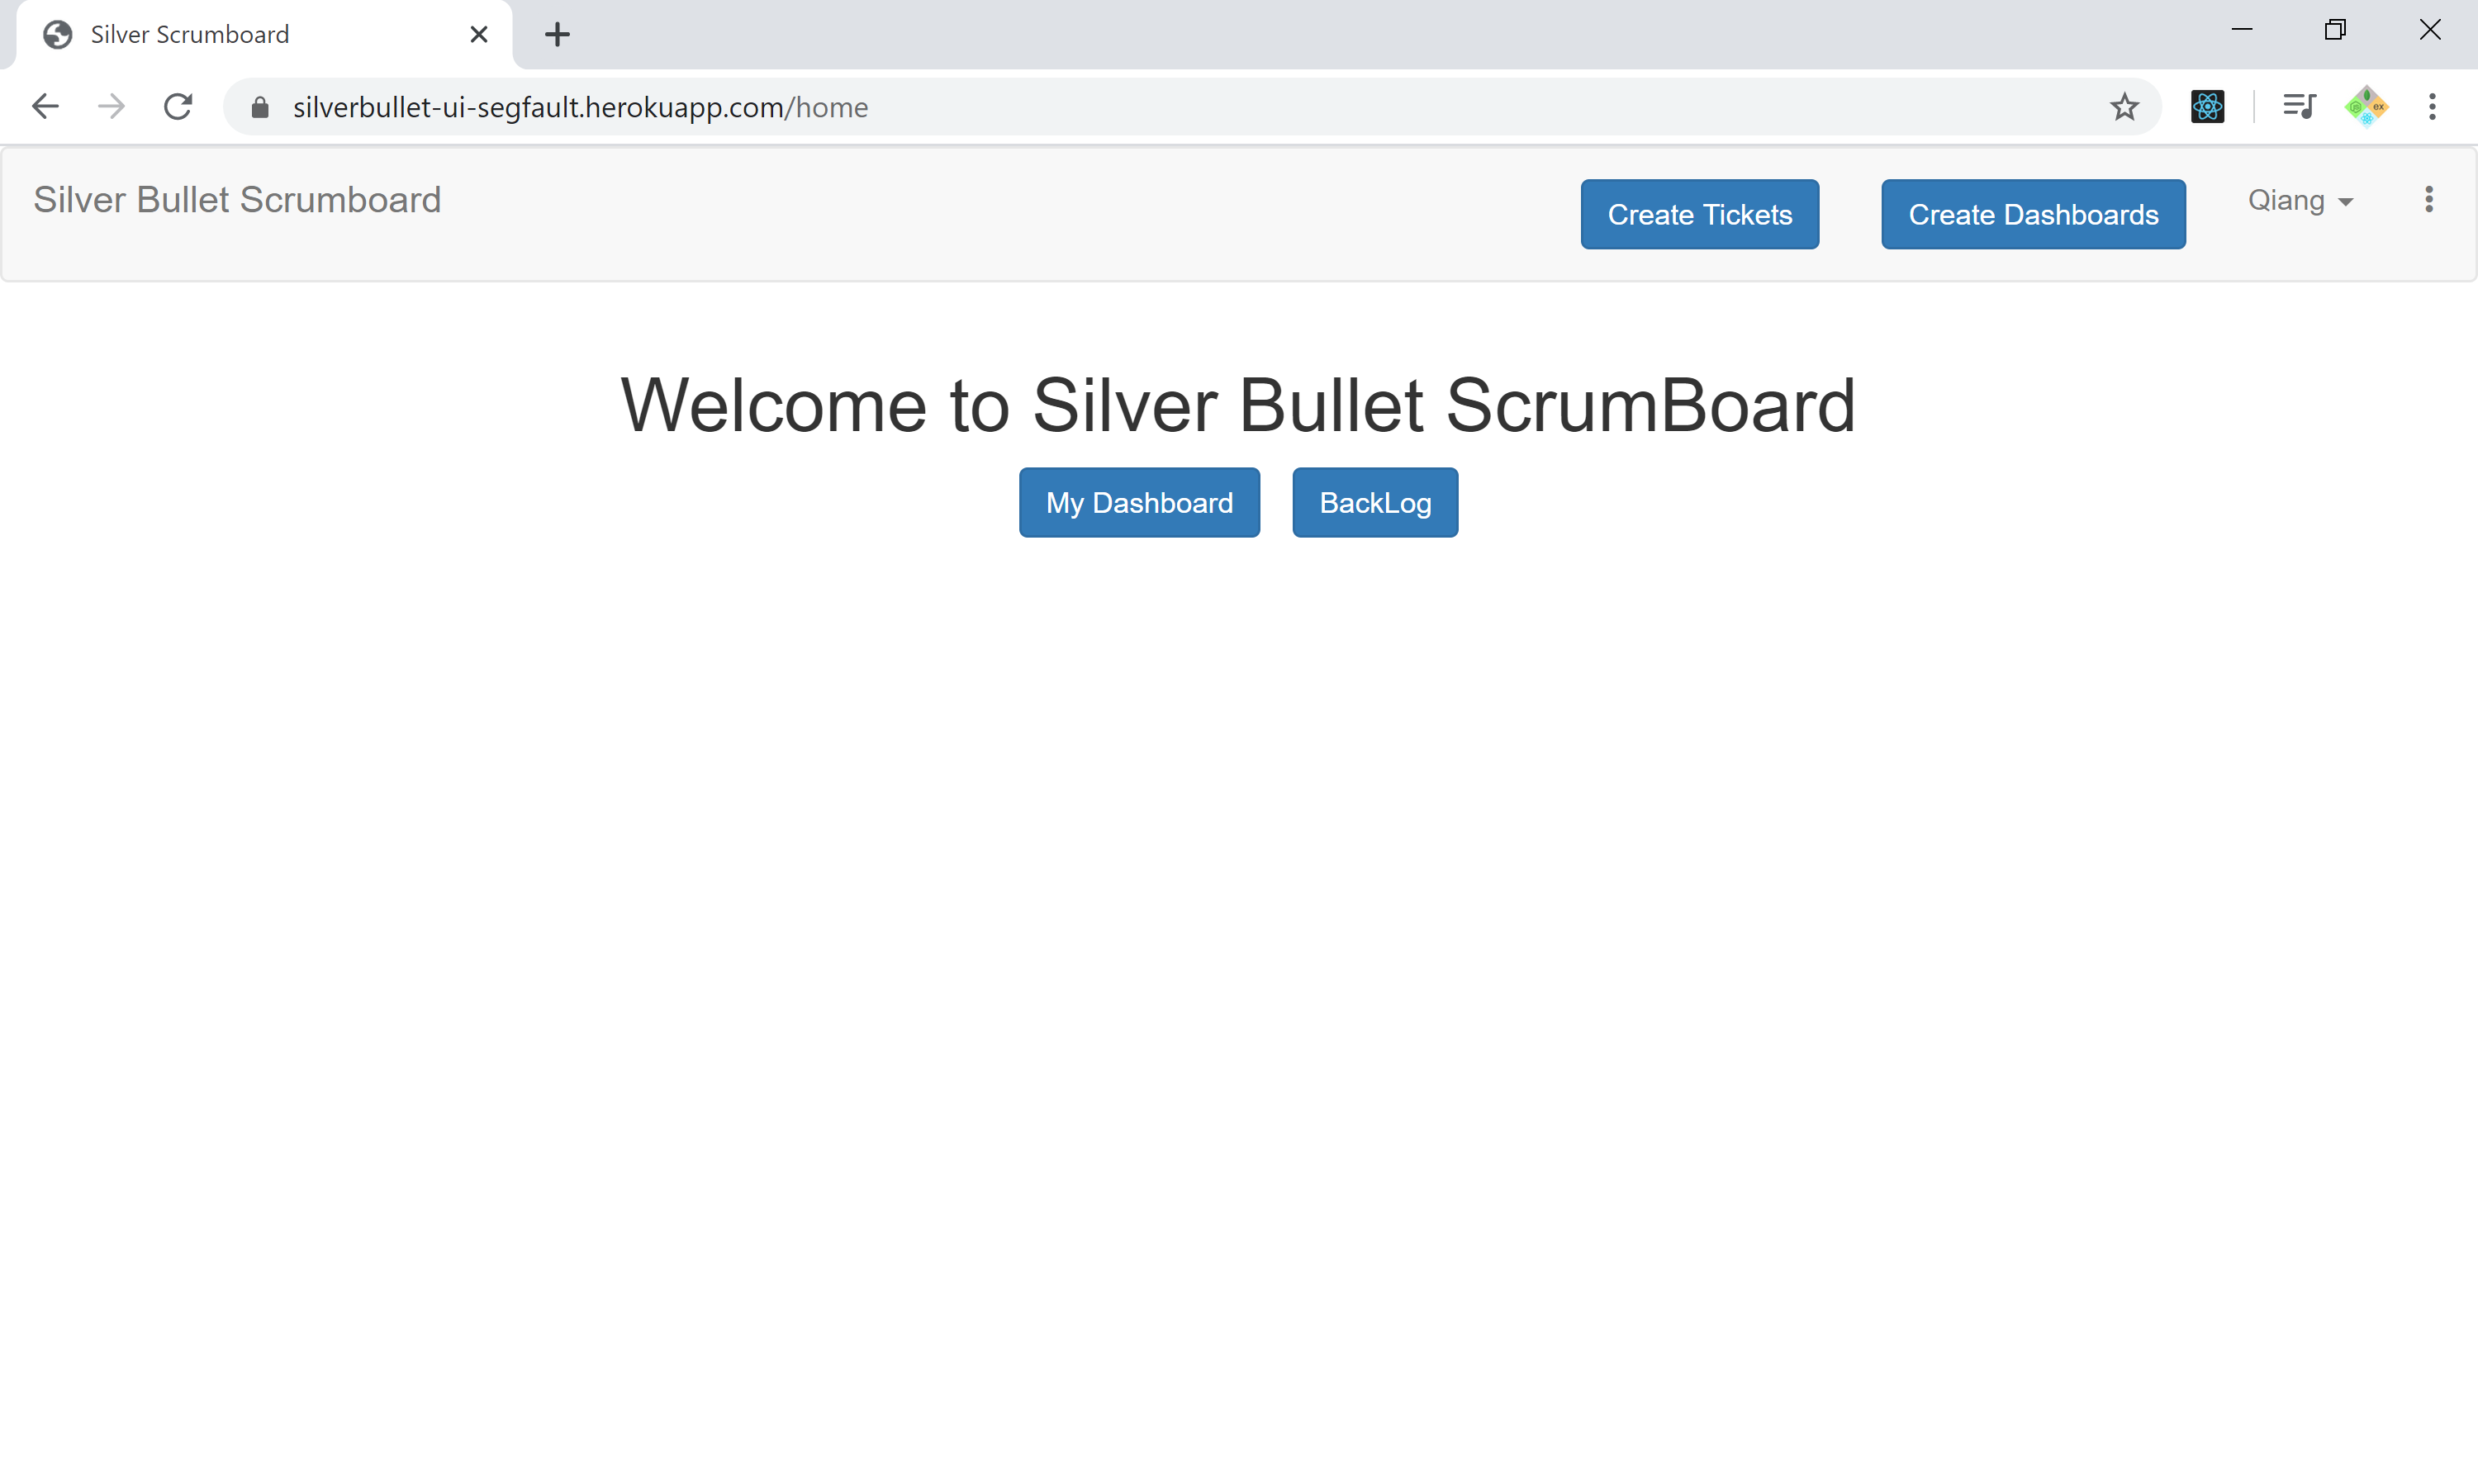 Silver Scrumboard
silverbullet-ui-segfault.herokuapp.com/home
Silver Bullet Scrumboard
Create Tickets
Create Dashboards
Qiang
Welcome to Silver Bullet ScrumBoard
My Dashboard
BackLog